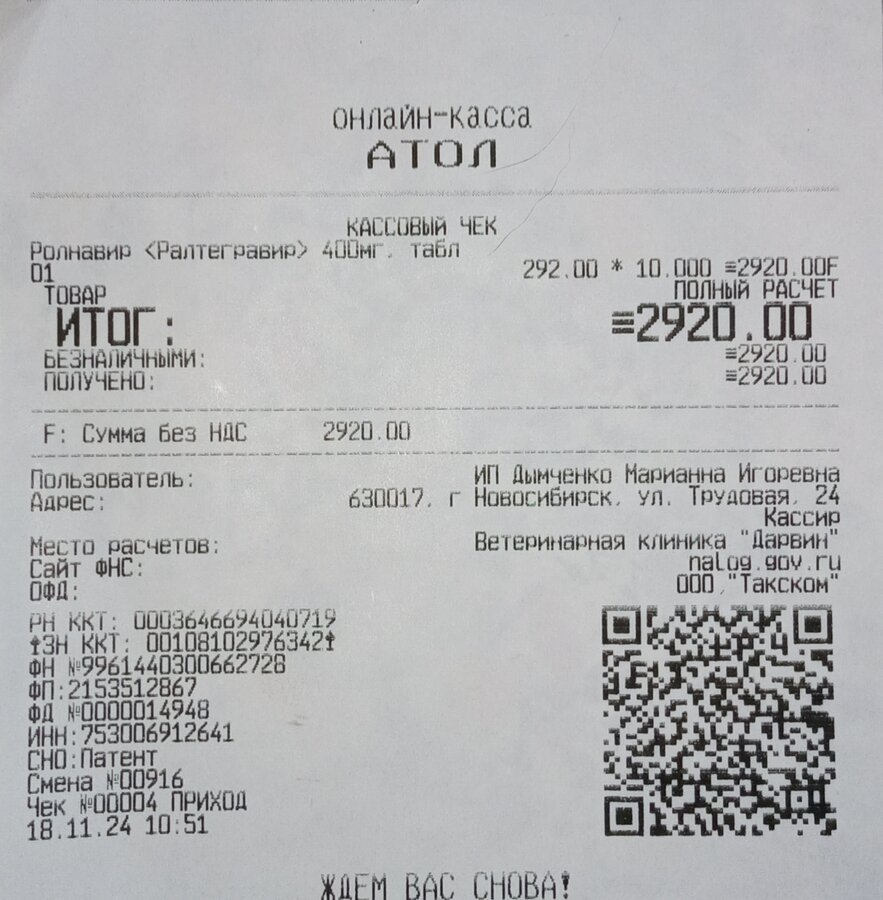 ОНЛАЙН-КАССА
АТОЛ
КАССОВЫЙ ЧЕК
Ролнавир <Ралтегравир> 400мг. табл
01 292.00 * 10.000 ≡2920.00F
ТОВАР ПОЛНЫЙ РАСЧЕТ
ИТОГ: ≡2920.00
БЕЗНАЛИЧНЫМИ: ≡2920.00
ПОЛУЧЕНО: ≡2920.00
F: Сумма без НДС 2920.00
Пользователь: ИП Дымченко Марианна Игоревна
Адрес: 630017, г Новосибирск, ул. Трудовая, 24
Кассир
Место расчетов: Ветеринарная клиника "Дарвин"
Сайт ФНС: nalog.gov.ru
ОФД: ООО "Такском"
РН ККТ: 0003646694040719
ЗН ККТ: 00108102976342
ФН №9961440300662728
ФП:2153512867
ФД №0000014948
ИНН:753006912641
СНО:Патент
Смена №00916
Чек №00004 ПРИХОД
18.11.24 10:51
ЖДЕМ ВАС СНОВА!